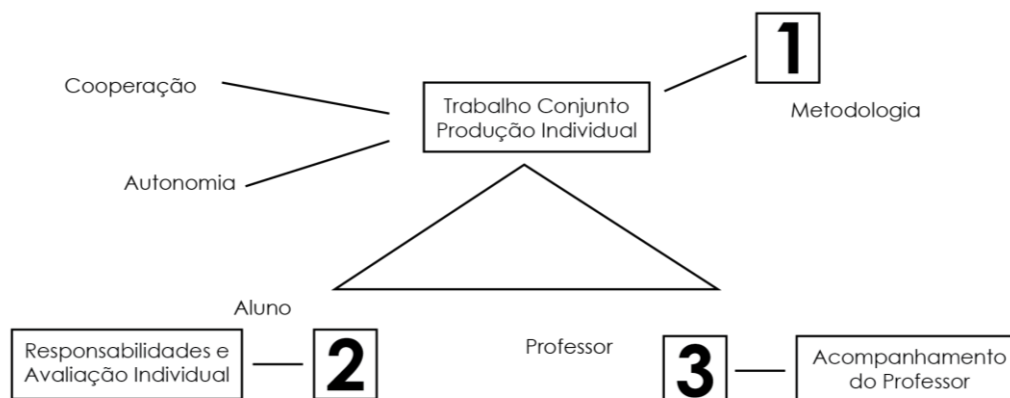 1
Cooperação
Trabalho Conjunto
Produção Individual
Metodologia
Autonomia
Aluno
Responsabilidades e
Avaliação Individual
2
Professor
3
Acompanhamento
do Professor